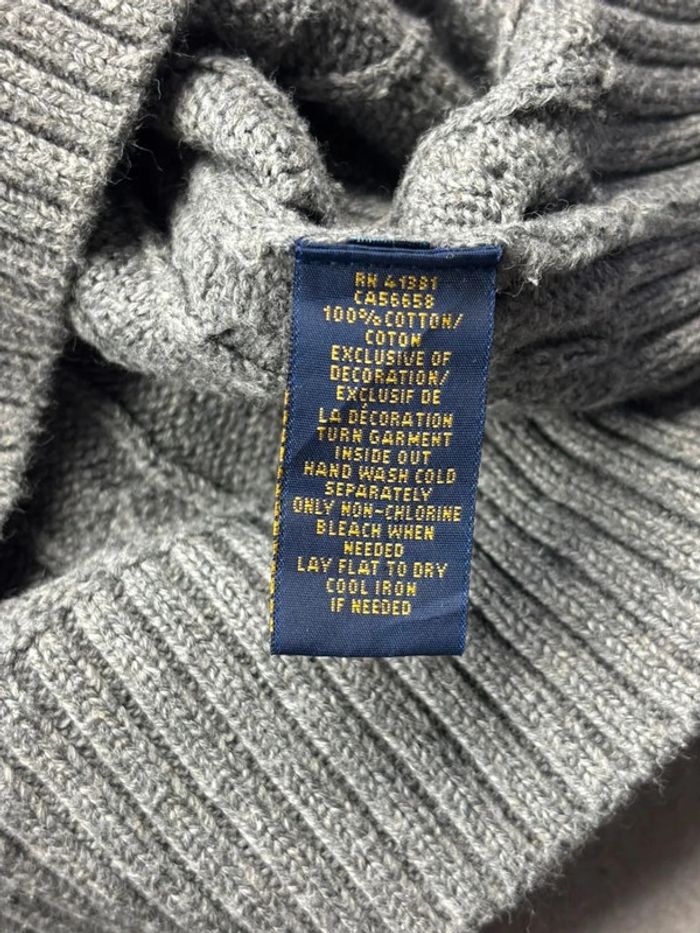 RN 41381
CA56658
100% COTTON/
COTON
EXCLUSIVE OF
DECORATION/
EXCLUSIF DE
LA DÉCORATION
TURN GARMENT
INSIDE OUT
HAND WASH COLD
SEPARATELY
ONLY NON-CHLORINE
BLEACH WHEN
NEEDED
LAY FLAT TO DRY
COOL IRON
IF NEEDED